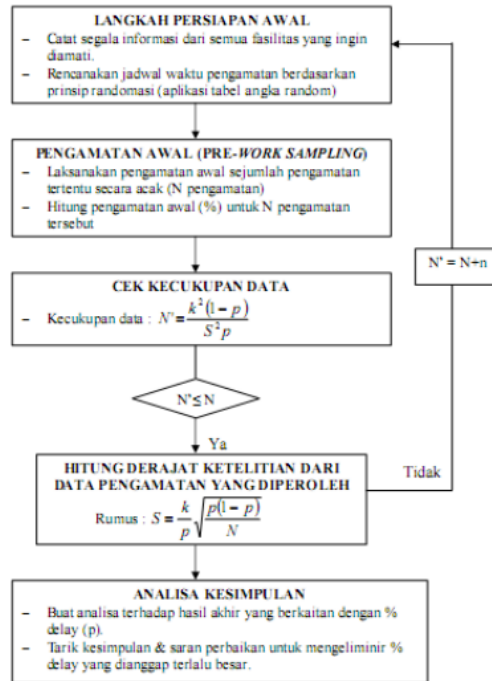 LANGKAH PERSIAPAN AWAL
- Catat segala informasi dari semua fasilitas yang ingin
diamati.
- Rencanakan jadwal waktu pengamatan berdasarkan
prinsip randomasi (aplikasi tabel angka random)
PENGAMATAN AWAL (PRE-WORK SAMPLING)
- Laksanakan pengamatan awal sejumlah pengamatan
tertentu secara acak (N pengamatan)
- Hitung pengamatan awal (%) untuk N pengamatan
tersebut
N' = N+n
CEK KECUKUPAN DATA
- Kecukupan data : N' = k²(1 - p) / S²p
N' ≤ N
Ya
HITUNG DERAJAT KETELITIAN DARI
DATA PENGAMATAN YANG DIPEROLEH
Rumus : S = k/p √(p(1 - p)/N)
Tidak
ANALISA KESIMPULAN
- Buat analisa terhadap hasil akhir yang berkaitan dengan %
delay (p).
- Tarik kesimpulan & saran perbaikan untuk mengeliminir %
delay yang dianggap terlalu besar.